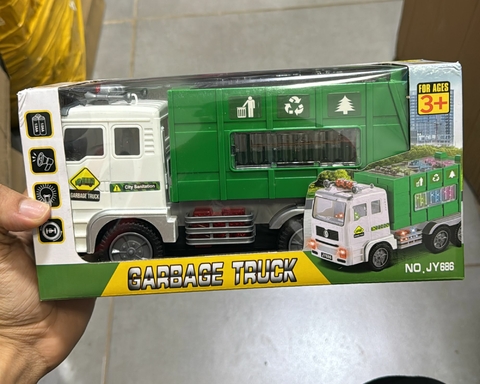 FOR AGES
3+
City Sanitation
GARBAGE TRUCK
GARBAGE TRUCK
NO.JY686